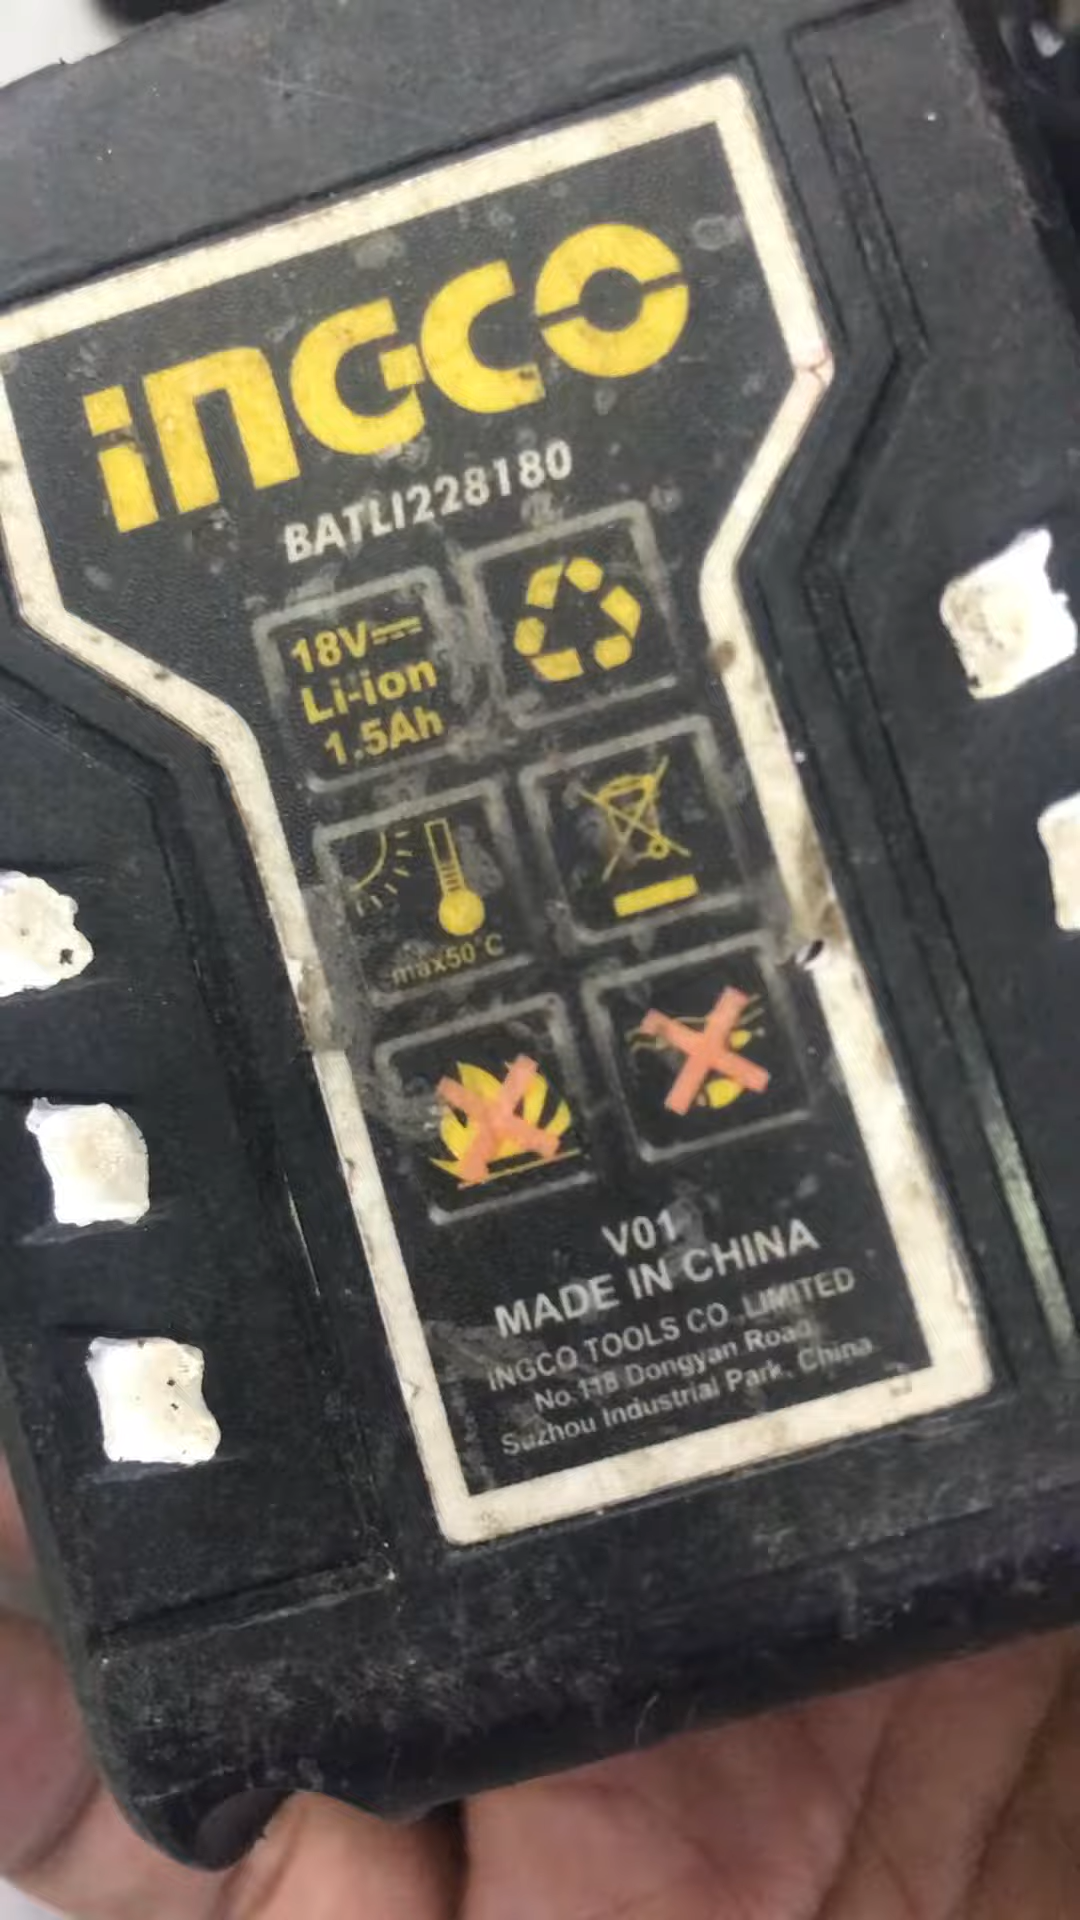 INGCO
BATLI228180
18V⎓
Li-ion
1.5Ah
max50°C
V01
MADE IN CHINA
INGCO TOOLS CO.,LIMITED
No.118 Dongyan Road,
Suzhou Industrial Park, China